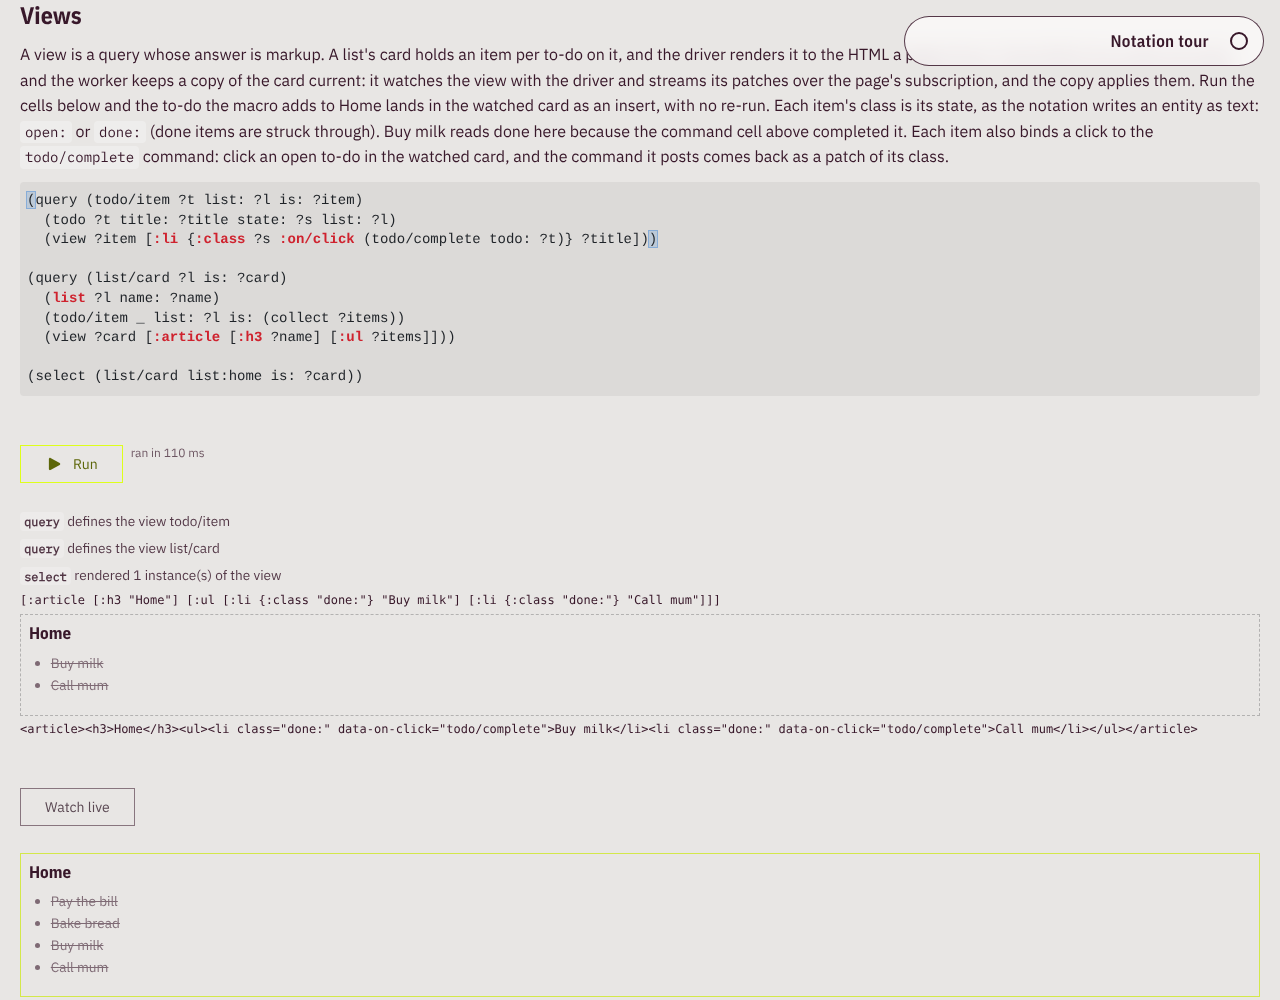 Views
Notation tour
A view is a query whose answer is markup. A list's card holds an item per to-do on it, and the driver renders it to the HTML a
and the worker keeps a copy of the card current: it watches the view with the driver and streams its patches over the page's subscription, and the copy applies them. Run the
cells below and the to-do the macro adds to Home lands in the watched card as an insert, with no re-run. Each item's class is its state, as the notation writes an entity as text:
open: or done: (done items are struck through). Buy milk reads done here because the command cell above completed it. Each item also binds a click to the
todo/complete command: click an open to-do in the watched card, and the command it posts comes back as a patch of its class.
(query (todo/item ?t list: ?l is: ?item)
  (todo ?t title: ?title state: ?s list: ?l)
  (view ?item [:li {:class ?s :on/click (todo/complete todo: ?t)} ?title]))
(query (list/card ?l is: ?card)
  (list ?l name: ?name)
  (todo/item _ list: ?l is: (collect ?items))
  (view ?card [:article [:h3 ?name] [:ul ?items]]))
(select (list/card list:home is: ?card))
Run
ran in 110 ms
query defines the view todo/item
query defines the view list/card
select rendered 1 instance(s) of the view
[:article [:h3 "Home"] [:ul [:li {:class "done:"} "Buy milk"] [:li {:class "done:"} "Call mum"]]]
Home
Buy milk
Call mum
<article><h3>Home</h3><ul><li class="done:" data-on-click="todo/complete">Buy milk</li><li class="done:" data-on-click="todo/complete">Call mum</li></ul></article>
Watch live
Home
Pay the bill
Bake bread
Buy milk
Call mum